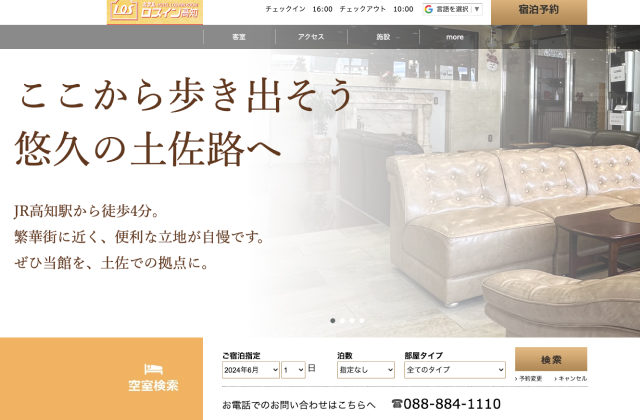 LOS
ロスイン高知
チェックイン 16:00 チェックアウト 10:00
言語を選択 ▼
宿泊予約
客室
アクセス
施設
more
ここから歩き出そう
悠久の土佐路へ
JR高知駅から徒歩4分。
繁華街に近く、便利な立地が自慢です。
ぜひ当館を、土佐での拠点に。
空室検索
ご宿泊指定
2024年6月
1
日
泊数
指定なし
部屋タイプ
全てのタイプ
検索
予約変更
キャンセル
お電話でのお問い合わせはこちらへ ☎088-884-1110